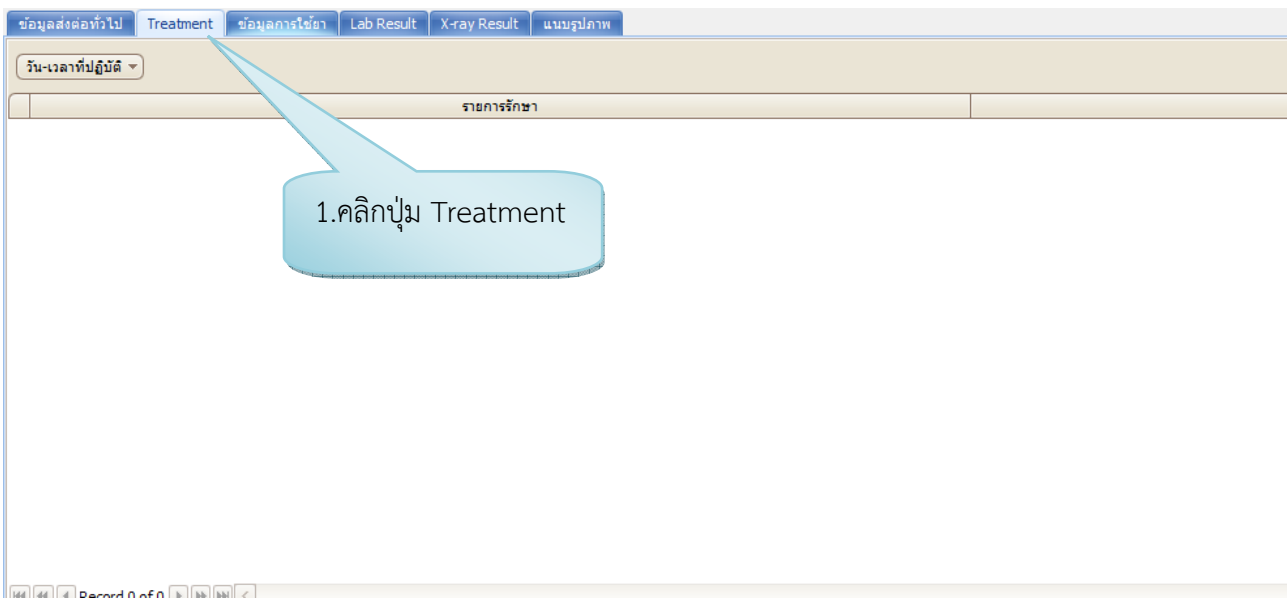 ข้อมูลส่งต่อทั่วไป Treatment ข้อมูลการใช้ยา Lab Result X-ray Result แนบรูปภาพ
วัน-เวลาที่ปฏิบัติ
รายการรักษา
1.คลิกปุ่ม Treatment
Record 0 of 0